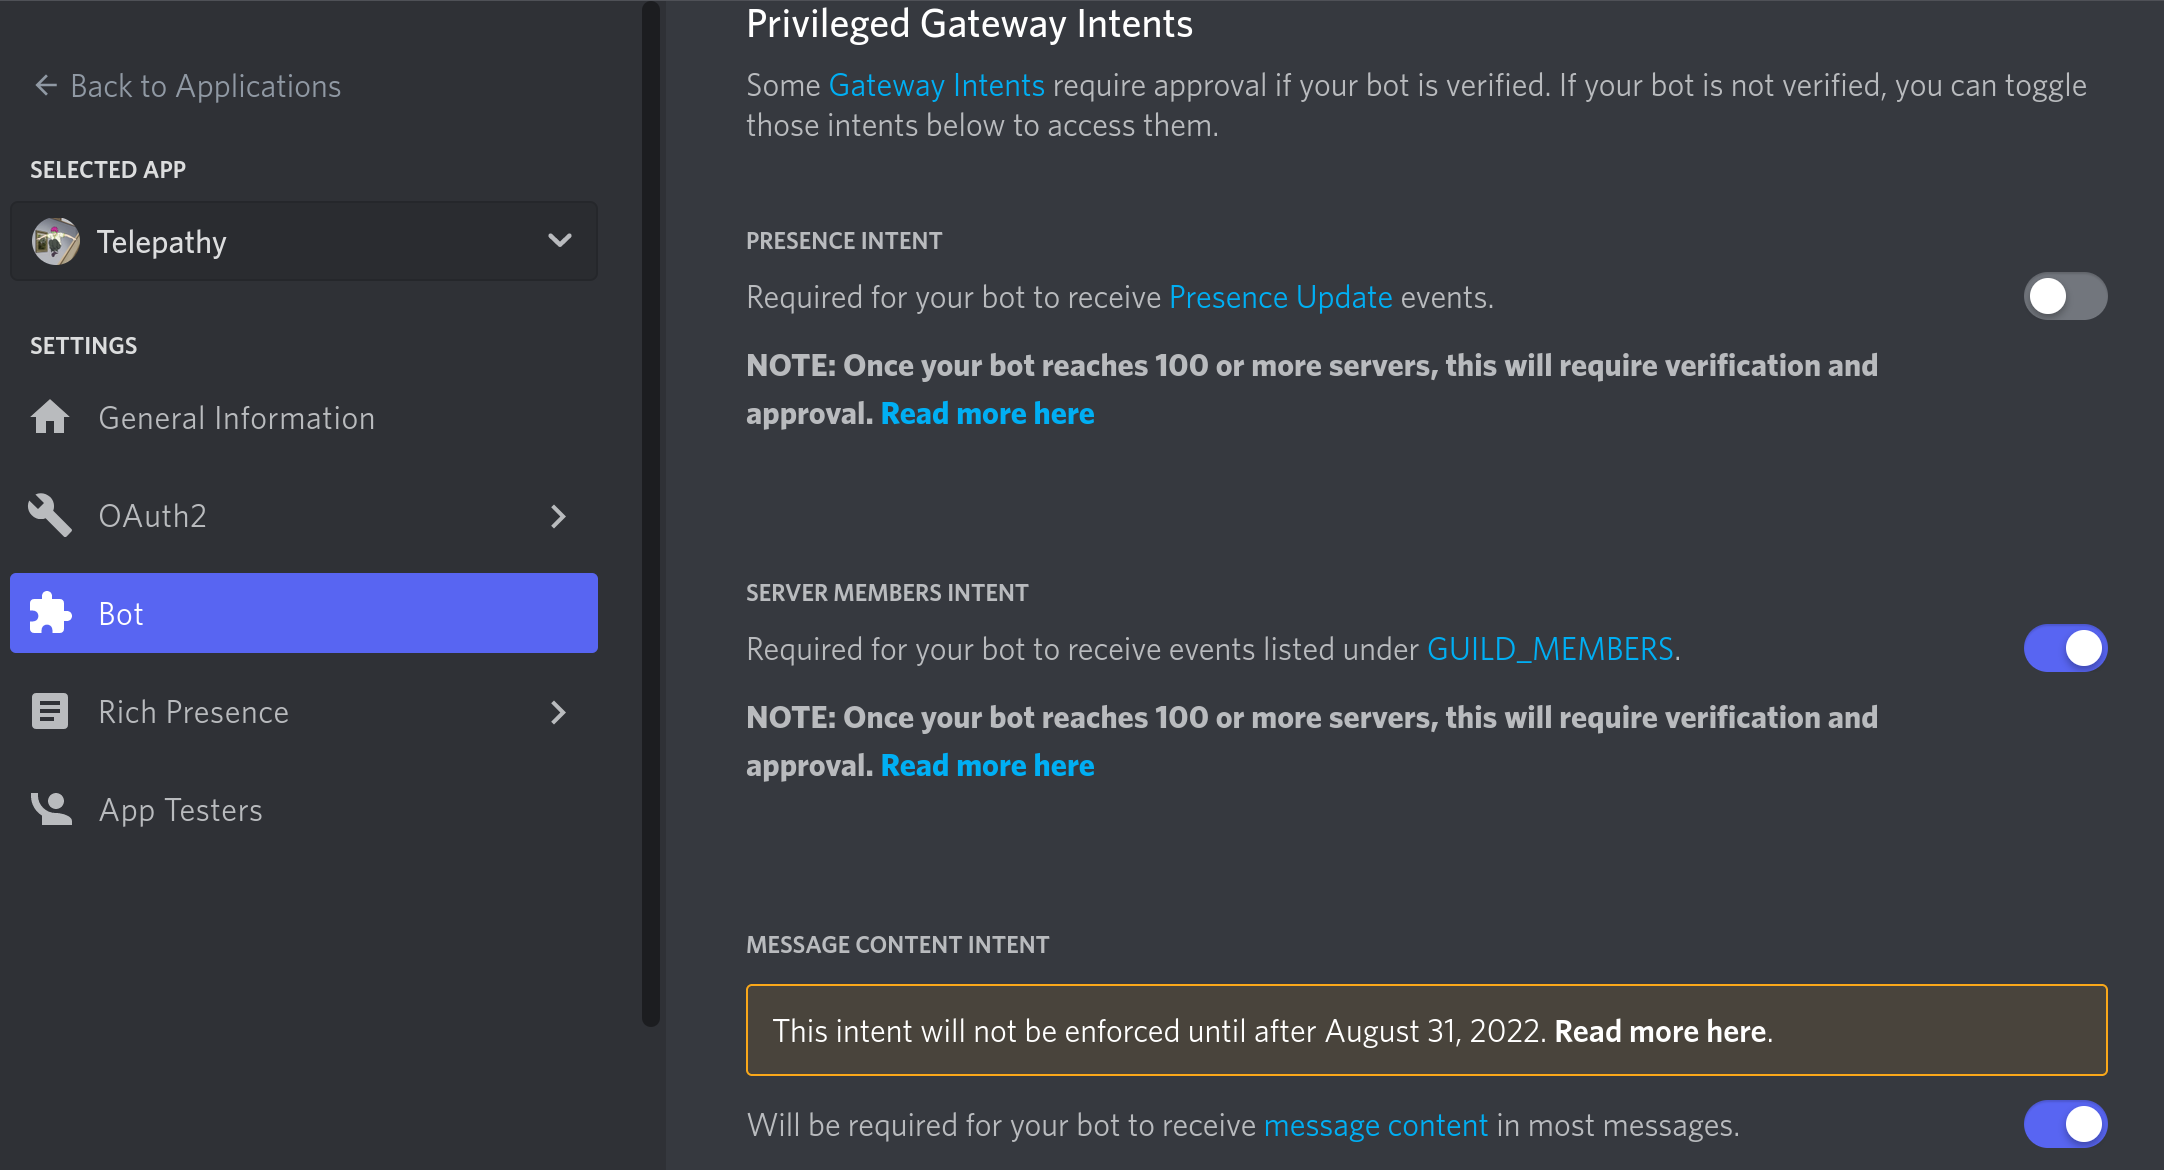 Back to Applications
SELECTED APP
Telepathy
SETTINGS
General Information
OAuth2
Bot
Rich Presence
App Testers
Privileged Gateway Intents
Some Gateway Intents require approval if your bot is verified. If your bot is not verified, you can toggle
those intents below to access them.
PRESENCE INTENT
Required for your bot to receive Presence Update events.
NOTE: Once your bot reaches 100 or more servers, this will require verification and
approval. Read more here
SERVER MEMBERS INTENT
Required for your bot to receive events listed under GUILD_MEMBERS.
NOTE: Once your bot reaches 100 or more servers, this will require verification and
approval. Read more here
MESSAGE CONTENT INTENT
This intent will not be enforced until after August 31, 2022. Read more here.
Will be required for your bot to receive message content in most messages.